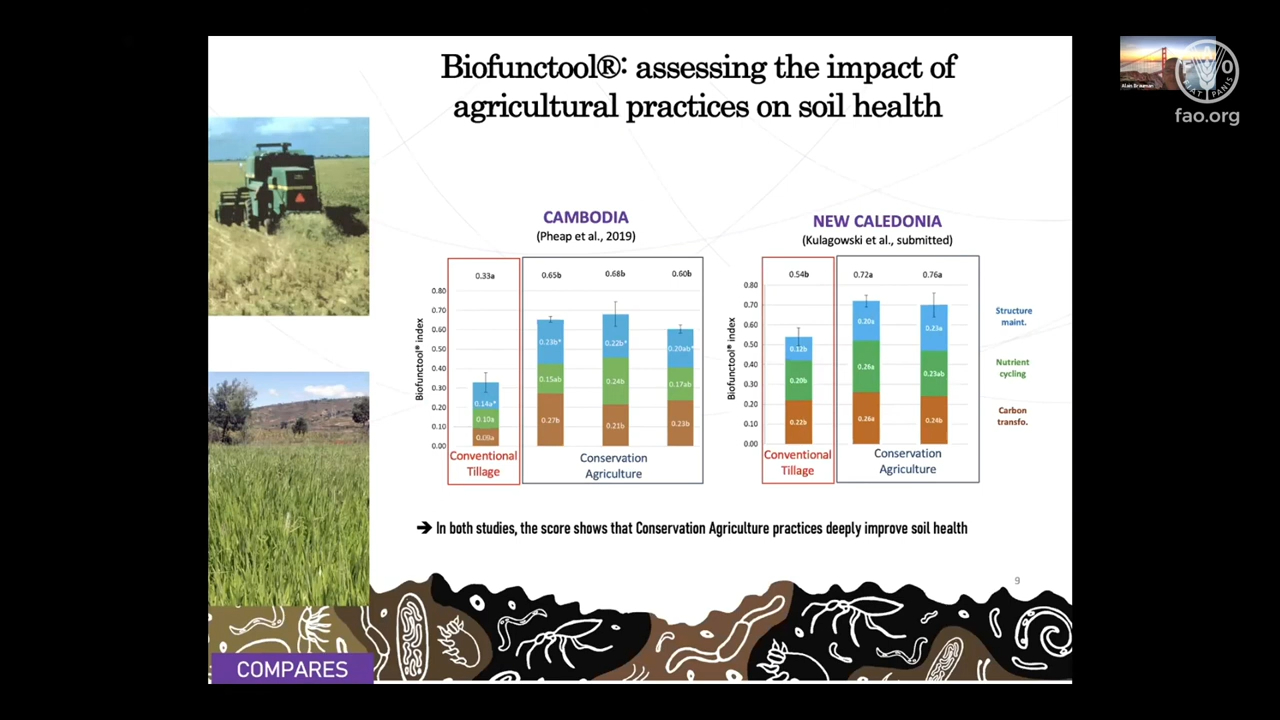 Biofunctool®: assessing the impact of
agricultural practices on soil health
fao.org
CAMBODIA
(Pheap et al., 2019)
NEW CALEDONIA
(Kulagowski et al., submitted)
0.33a
0.65b
0.68b
0.60b
0.80
0.70
0.60
0.50
0.40
0.30
0.20
0.10
0.00
Biofunctool® index
0.14a*
0.10a
0.09a
0.23b*
0.15ab
0.27b
0.22b*
0.24b
0.21b
0.20ab*
0.17ab
0.23b
Conventional
Tillage
Conservation
Agriculture
0.54b
0.72a
0.76a
0.80
0.70
0.60
0.50
0.40
0.30
0.20
0.10
0.00
Biofunctool® index
0.12b
0.20b
0.22b
0.20a
0.26a
0.26a
0.23a
0.23ab
0.24b
Conventional
Tillage
Conservation
Agriculture
Structure
maint.
Nutrient
cycling
Carbon
transfo.
➔ In both studies, the score shows that Conservation Agriculture practices deeply improve soil health
9
COMPARES